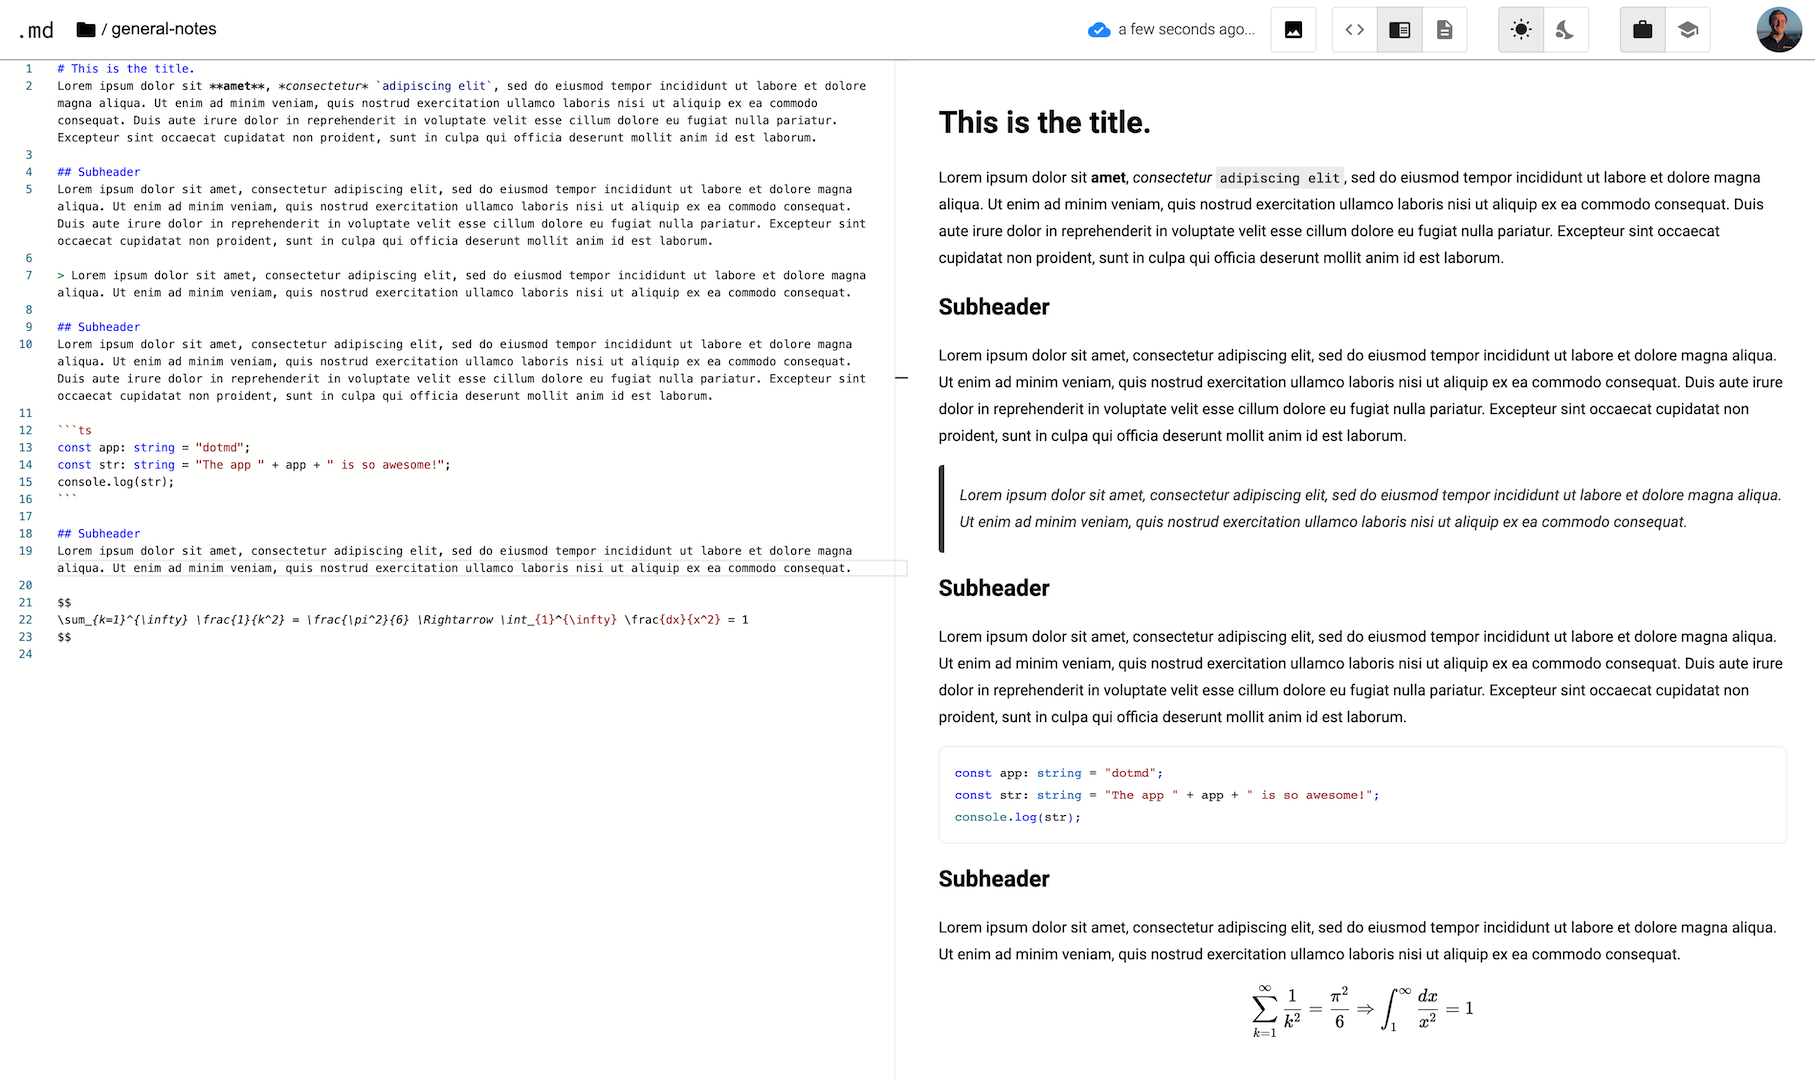 .md / general-notes a few seconds ago...
1 # This is the title.
2 Lorem ipsum dolor sit **amet**, *consectetur* `adipiscing elit`, sed do eiusmod tempor incididunt ut labore et dolore
magna aliqua. Ut enim ad minim veniam, quis nostrud exercitation ullamco laboris nisi ut aliquip ex ea commodo
consequat. Duis aute irure dolor in reprehenderit in voluptate velit esse cillum dolore eu fugiat nulla pariatur.
Excepteur sint occaecat cupidatat non proident, sunt in culpa qui officia deserunt mollit anim id est laborum.
3
4 ## Subheader
5 Lorem ipsum dolor sit amet, consectetur adipiscing elit, sed do eiusmod tempor incididunt ut labore et dolore magna
aliqua. Ut enim ad minim veniam, quis nostrud exercitation ullamco laboris nisi ut aliquip ex ea commodo consequat.
Duis aute irure dolor in reprehenderit in voluptate velit esse cillum dolore eu fugiat nulla pariatur. Excepteur sint
occaecat cupidatat non proident, sunt in culpa qui officia deserunt mollit anim id est laborum.
6
7 > Lorem ipsum dolor sit amet, consectetur adipiscing elit, sed do eiusmod tempor incididunt ut labore et dolore magna
aliqua. Ut enim ad minim veniam, quis nostrud exercitation ullamco laboris nisi ut aliquip ex ea commodo consequat.
8
9 ## Subheader
10 Lorem ipsum dolor sit amet, consectetur adipiscing elit, sed do eiusmod tempor incididunt ut labore et dolore magna
aliqua. Ut enim ad minim veniam, quis nostrud exercitation ullamco laboris nisi ut aliquip ex ea commodo consequat.
Duis aute irure dolor in reprehenderit in voluptate velit esse cillum dolore eu fugiat nulla pariatur. Excepteur sint
occaecat cupidatat non proident, sunt in culpa qui officia deserunt mollit anim id est laborum.
11
12 ```ts
13 const app: string = "dotmd";
14 const str: string = "The app " + app + " is so awesome!";
15 console.log(str);
16 ```
17
18 ## Subheader
19 Lorem ipsum dolor sit amet, consectetur adipiscing elit, sed do eiusmod tempor incididunt ut labore et dolore magna
aliqua. Ut enim ad minim veniam, quis nostrud exercitation ullamco laboris nisi ut aliquip ex ea commodo consequat.
20
21 $$
22 \sum_{k=1}^{\infty} \frac{1}{k^2} = \frac{\pi^2}{6} \Rightarrow \int_{1}^{\infty} \frac{dx}{x^2} = 1
23 $$
24
This is the title.
Lorem ipsum dolor sit amet, consectetur adipiscing elit, sed do eiusmod tempor incididunt ut labore et dolore magna
aliqua. Ut enim ad minim veniam, quis nostrud exercitation ullamco laboris nisi ut aliquip ex ea commodo consequat. Duis
aute irure dolor in reprehenderit in voluptate velit esse cillum dolore eu fugiat nulla pariatur. Excepteur sint occaecat
cupidatat non proident, sunt in culpa qui officia deserunt mollit anim id est laborum.
Subheader
Lorem ipsum dolor sit amet, consectetur adipiscing elit, sed do eiusmod tempor incididunt ut labore et dolore magna aliqua.
Ut enim ad minim veniam, quis nostrud exercitation ullamco laboris nisi ut aliquip ex ea commodo consequat. Duis aute irure
dolor in reprehenderit in voluptate velit esse cillum dolore eu fugiat nulla pariatur. Excepteur sint occaecat cupidatat non
proident, sunt in culpa qui officia deserunt mollit anim id est laborum.
Lorem ipsum dolor sit amet, consectetur adipiscing elit, sed do eiusmod tempor incididunt ut labore et dolore magna aliqua.
Ut enim ad minim veniam, quis nostrud exercitation ullamco laboris nisi ut aliquip ex ea commodo consequat.
Subheader
Lorem ipsum dolor sit amet, consectetur adipiscing elit, sed do eiusmod tempor incididunt ut labore et dolore magna aliqua.
Ut enim ad minim veniam, quis nostrud exercitation ullamco laboris nisi ut aliquip ex ea commodo consequat. Duis aute irure
dolor in reprehenderit in voluptate velit esse cillum dolore eu fugiat nulla pariatur. Excepteur sint occaecat cupidatat non
proident, sunt in culpa qui officia deserunt mollit anim id est laborum.
const app: string = "dotmd";
const str: string = "The app " + app + " is so awesome!";
console.log(str);
Subheader
Lorem ipsum dolor sit amet, consectetur adipiscing elit, sed do eiusmod tempor incididunt ut labore et dolore magna aliqua.
Ut enim ad minim veniam, quis nostrud exercitation ullamco laboris nisi ut aliquip ex ea commodo consequat.
∑_{k=1}^{∞} 1/k² = π²/6 ⇒ ∫_1^∞ dx/x² = 1